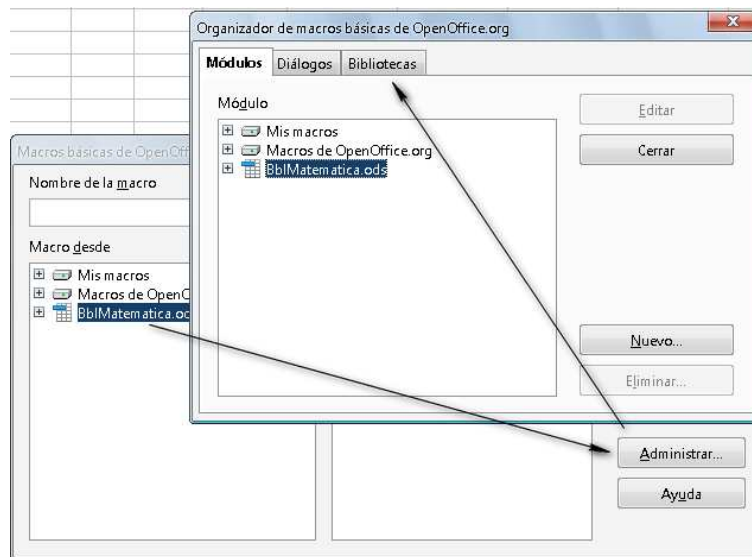 Organizador de macros básicas de OpenOffice.org
Módulos Diálogos Bibliotecas
Módulo
Mis macros
Macros de OpenOffice.org
BblMatematica.ods
Editar
Cerrar
Nuevo...
Eliminar...
Macros básicas de OpenOff
Nombre de la macro
Macro desde
Mis macros
Macros de OpenO
BblMatematica.od
Administrar...
Ayuda